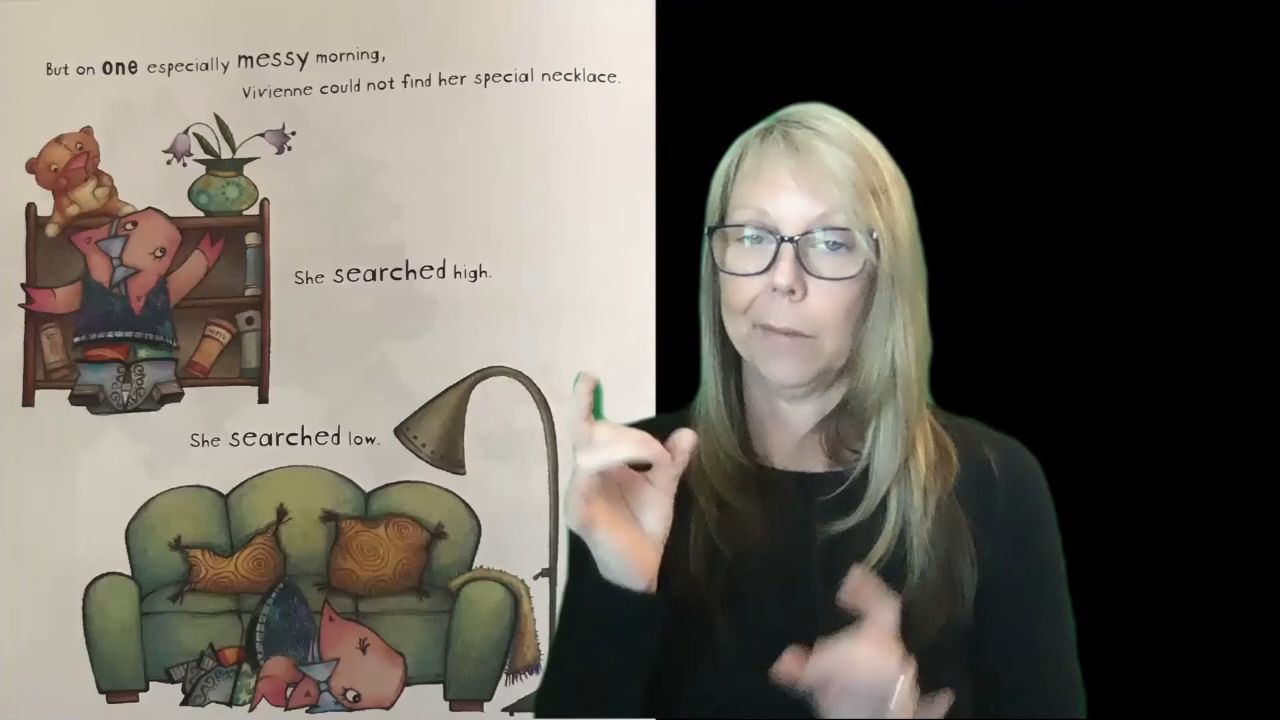 But on one especially messy morning,
Vivienne could not find her special necklace.
She searched high.
She searched low.